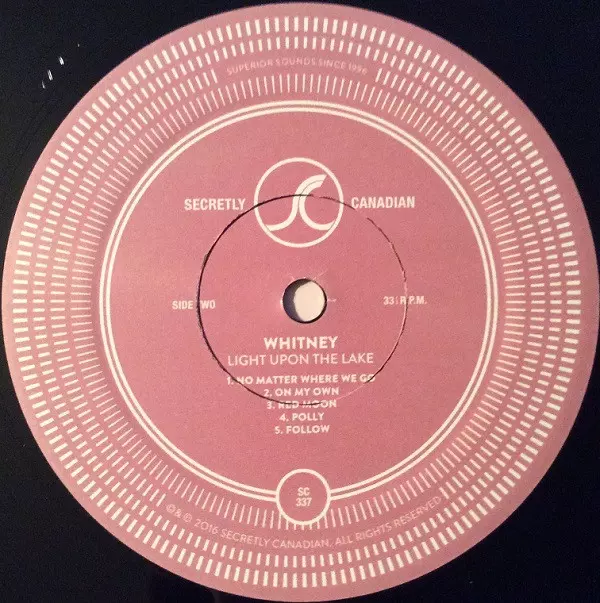 SUPERIOR SOUNDS SINCE 1996
SECRETLY CANADIAN
SIDE TWO
33⅓ R.P.M.
WHITNEY
LIGHT UPON THE LAKE
1. NO MATTER WHERE WE GO
2. ON MY OWN
3. RED MOON
4. POLLY
5. FOLLOW
SC
337
℗& © 2016 SECRETLY CANADIAN, ALL RIGHTS RESERVED